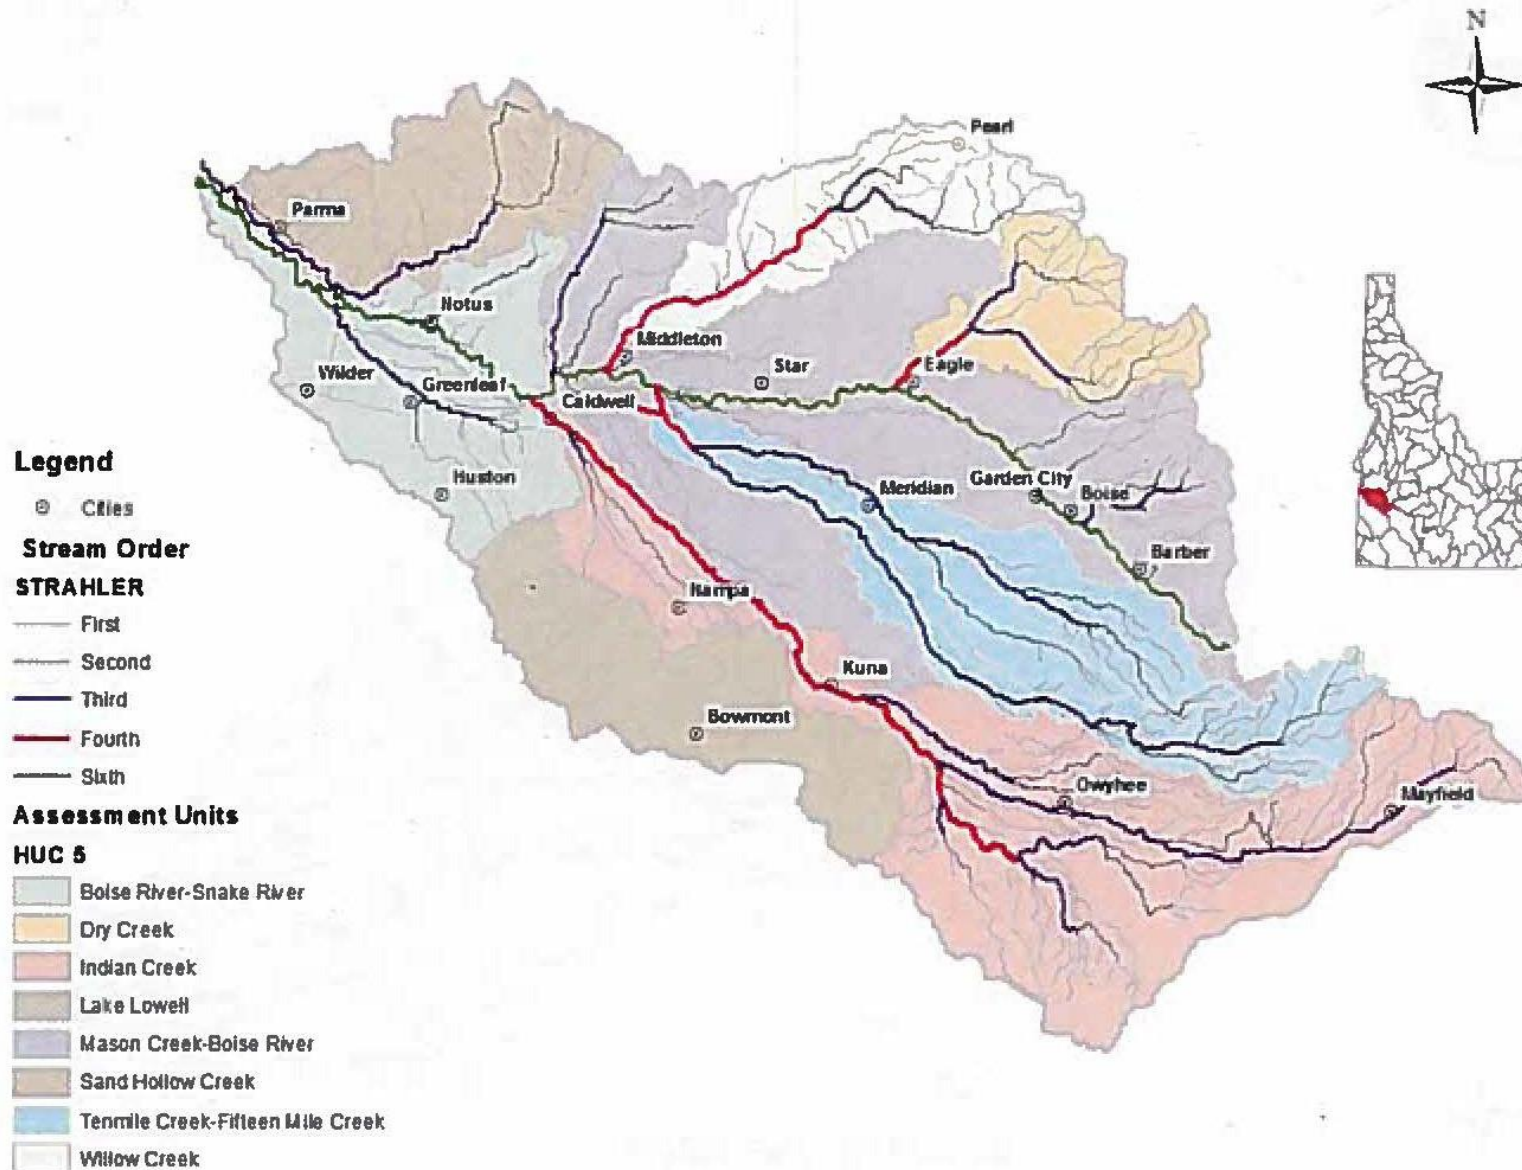 N
Pearl
Parma
Notus
Middleton
Star
Eagle
Wilder
Greenleaf
Caldwell
Legend
Cities
Stream Order
STRAHLER
First
Second
Third
Fourth
Sixth
Assessment Units
HUC 5
Boise River-Snake River
Dry Creek
Indian Creek
Lake Lowell
Mason Creek-Boise River
Sand Hollow Creek
Tenmile Creek-Fifteen Mile Creek
Willow Creek
Huston
Meridian
Garden City
Boise
Barber
Nampa
Kuna
Bowmont
Owyhee
Mayfield